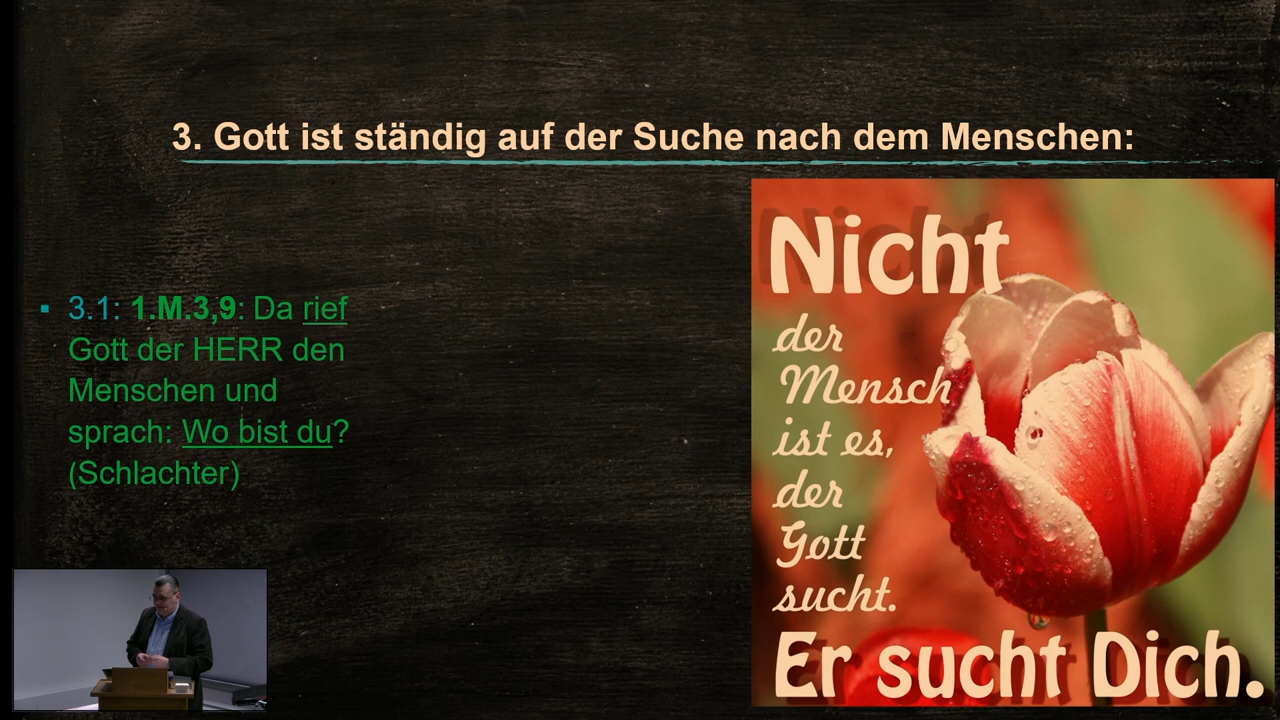 3. Gott ist ständig auf der Suche nach dem Menschen:
3.1: 1.M.3,9: Da rief
Gott der HERR den
Menschen und
sprach: Wo bist du?
(Schlachter)
Nicht
der
Mensch
ist es,
der
Gott
sucht.
Er sucht Dich.